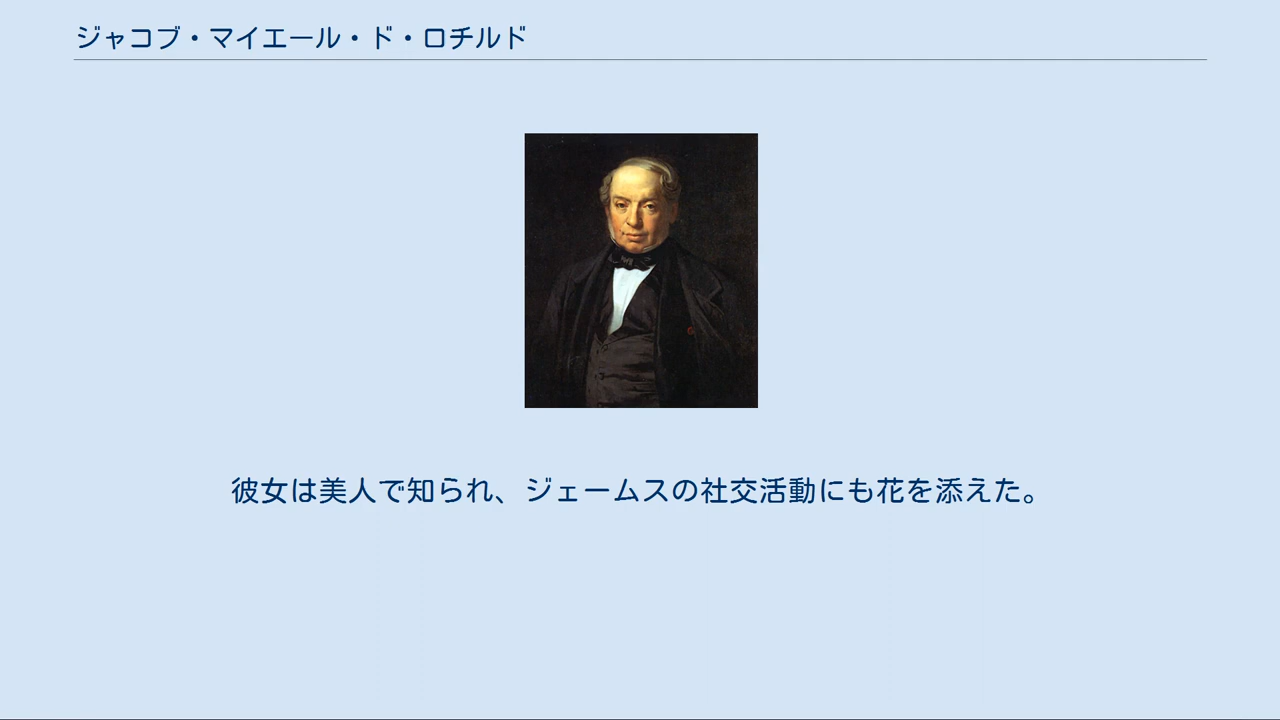 ジャコブ・マイエール・ド・ロチルド
彼女は美人で知られ、ジェームスの社交活動にも花を添えた。